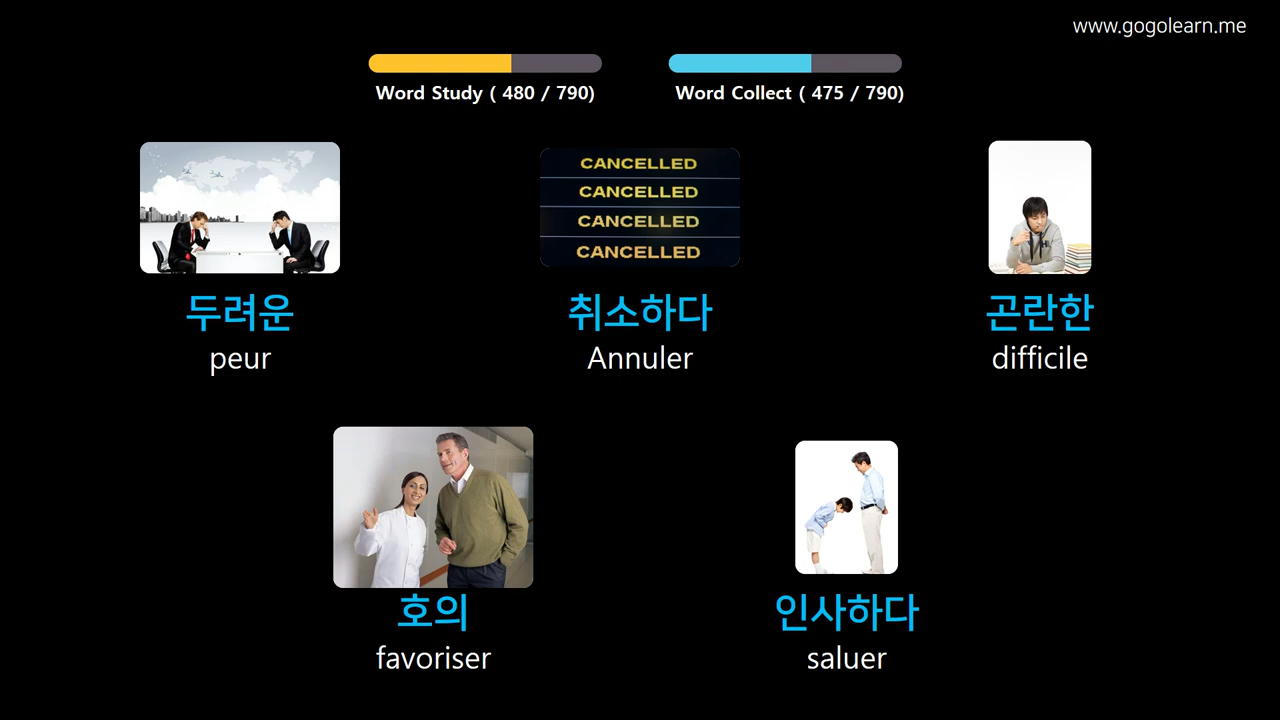 www.gogolearn.me
Word Study ( 480 / 790)
Word Collect ( 475 / 790)
CANCELLED
CANCELLED
CANCELLED
CANCELLED
두려운
peur
취소하다
Annuler
곤란한
difficile
호의
favoriser
인사하다
saluer